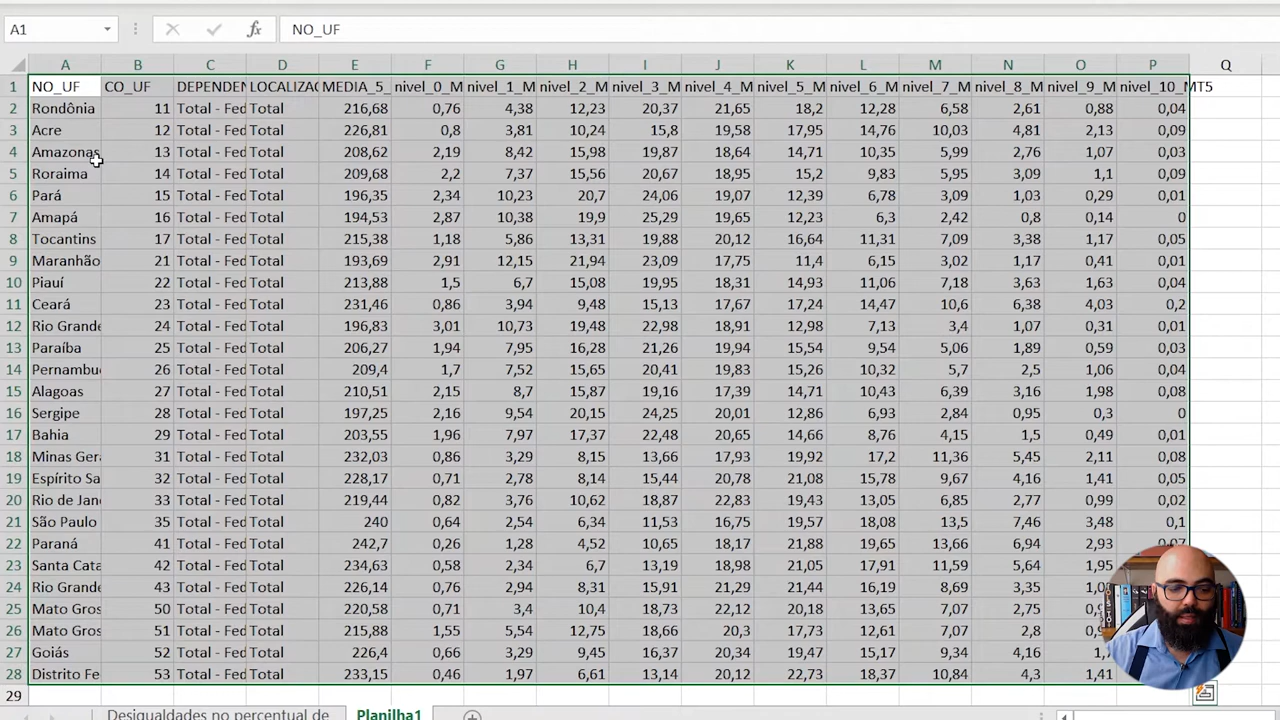 A1 fx NO_UF
A B C D E F G H I J K L M N O P Q
1 NO_UF CO_UF DEPENDEN LOCALIZAÇ MEDIA_5_ nivel_0_M nivel_1_M nivel_2_M nivel_3_M nivel_4_M nivel_5_M nivel_6_M nivel_7_M nivel_8_M nivel_9_M nivel_10_MT5
2 Rondônia 11 Total - Fed Total 216,68 0,76 4,38 12,23 20,37 21,65 18,2 12,28 6,58 2,61 0,88 0,04
3 Acre 12 Total - Fed Total 226,81 0,8 3,81 10,24 15,8 19,58 17,95 14,76 10,03 4,81 2,13 0,09
4 Amazonas 13 Total - Fed Total 208,62 2,19 8,42 15,98 19,87 18,64 14,71 10,35 5,99 2,76 1,07 0,03
5 Roraima 14 Total - Fed Total 209,68 2,2 7,37 15,56 20,67 18,95 15,2 9,83 5,95 3,09 1,1 0,09
6 Pará 15 Total - Fed Total 196,35 2,34 10,23 20,7 24,06 19,07 12,39 6,78 3,09 1,03 0,29 0,01
7 Amapá 16 Total - Fed Total 194,53 2,87 10,38 19,9 25,29 19,65 12,23 6,3 2,42 0,8 0,14 0
8 Tocantins 17 Total - Fed Total 215,38 1,18 5,86 13,31 19,88 20,12 16,64 11,31 7,09 3,38 1,17 0,05
9 Maranhão 21 Total - Fed Total 193,69 2,91 12,15 21,94 23,09 17,75 11,4 6,15 3,02 1,17 0,41 0,01
10 Piauí 22 Total - Fed Total 213,88 1,5 6,7 15,08 19,95 18,31 14,93 11,06 7,18 3,63 1,63 0,04
11 Ceará 23 Total - Fed Total 231,46 0,86 3,94 9,48 15,13 17,67 17,24 14,47 10,6 6,38 4,03 0,2
12 Rio Grande 24 Total - Fed Total 196,83 3,01 10,73 19,48 22,98 18,91 12,98 7,13 3,4 1,07 0,31 0,01
13 Paraíba 25 Total - Fed Total 206,27 1,94 7,95 16,28 21,26 19,94 15,54 9,54 5,06 1,89 0,59 0,03
14 Pernambu 26 Total - Fed Total 209,4 1,7 7,52 15,65 20,41 19,83 15,26 10,32 5,7 2,5 1,06 0,04
15 Alagoas 27 Total - Fed Total 210,51 2,15 8,7 15,87 19,16 17,39 14,71 10,43 6,39 3,16 1,98 0,08
16 Sergipe 28 Total - Fed Total 197,25 2,16 9,54 20,15 24,25 20,01 12,86 6,93 2,84 0,95 0,3 0
17 Bahia 29 Total - Fed Total 203,55 1,96 7,97 17,37 22,48 20,65 14,66 8,76 4,15 1,5 0,49 0,01
18 Minas Gera 31 Total - Fed Total 232,03 0,86 3,29 8,15 13,66 17,93 19,92 17,2 11,36 5,45 2,11 0,08
19 Espírito Sa 32 Total - Fed Total 228,17 0,71 2,78 8,14 15,44 20,78 21,08 15,78 9,67 4,16 1,41 0,05
20 Rio de Jan 33 Total - Fed Total 219,44 0,82 3,76 10,62 18,87 22,83 19,43 13,05 6,85 2,77 0,99 0,02
21 São Paulo 35 Total - Fed Total 240 0,64 2,54 6,34 11,53 16,75 19,57 18,08 13,5 7,46 3,48 0,1
22 Paraná 41 Total - Fed Total 242,7 0,26 1,28 4,52 10,65 18,17 21,88 19,65 13,66 6,94 2,93
23 Santa Cata 42 Total - Fed Total 234,63 0,58 2,34 6,7 13,19 18,98 21,05 17,91 11,59 5,64 1,95
24 Rio Grande 43 Total - Fed Total 226,14 0,76 2,94 8,31 15,91 21,29 21,44 16,19 8,69 3,35
25 Mato Gros 50 Total - Fed Total 220,58 0,71 3,4 10,4 18,73 22,12 20,18 13,65 7,07 2,75
26 Mato Gros 51 Total - Fed Total 215,88 1,55 5,54 12,75 18,66 20,3 17,73 12,61 7,07 2,8
27 Goiás 52 Total - Fed Total 226,4 0,66 3,29 9,45 16,37 20,34 19,47 15,17 9,34 4,16
28 Distrito Fe 53 Total - Fed Total 233,15 0,46 1,97 6,61 13,14 20,12 22,73 18,37 10,84 4,3 1,41
29
Desigualdades no percentual de Planilha1